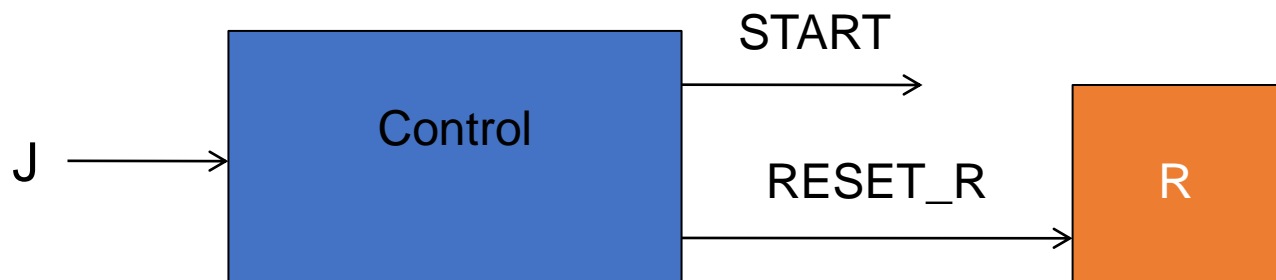 START
Control
J
RESET_R
R